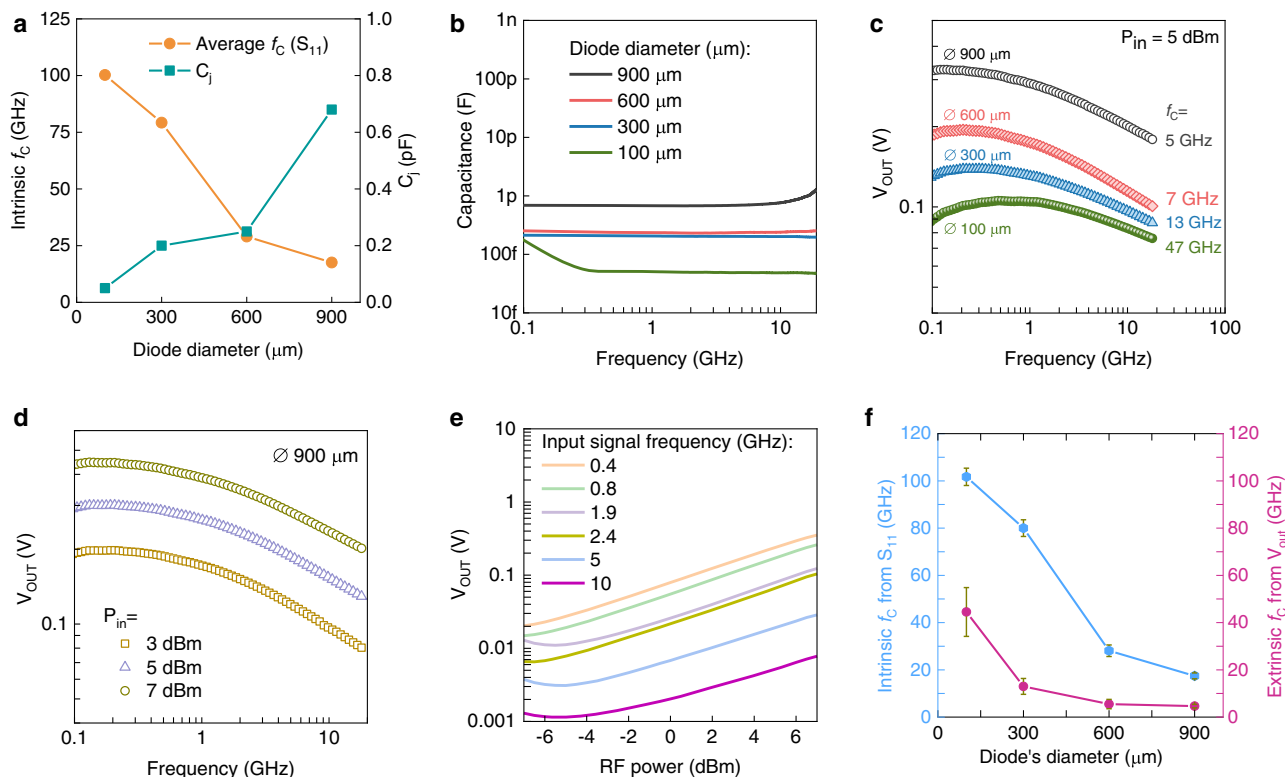 a
125
100
75
50
25
0
Intrinsic f_C (GHz)
Average f_C (S₁₁)
C_j
1.0
0.8
0.6
0.4
0.2
0.0
C_j (pF)
a 300 600 900
Diode diameter (μm)
b
1n
100p
10p
1p
100f
10f
Capacitance (F)
Diode diameter (μm):
900 μm
600 μm
300 μm
100 μm
0.1 1 10
Frequency (GHz)
c
P_in = 5 dBm
∅ 900 μm
∅ 600 μm
∅ 300 μm
∅ 100 μm
f_C=
5 GHz
7 GHz
13 GHz
47 GHz
V_OUT (V)
0.1
0.1 1 10 100
Frequency (GHz)
d
∅ 900 μm
V_OUT (V)
0.1
P_in=
3 dBm
5 dBm
7 dBm
0.1 1 10
Frequency (GHz)
e
10
1
0.1
0.01
0.001
V_OUT (V)
Input signal frequency (GHz):
0.4
0.8
1.9
2.4
5
10
-6 -4 -2 0 2 4 6
RF power (dBm)
f
120
100
80
60
40
20
0
Intrinsic f_C from S₁₁ (GHz)
120
100
80
60
40
20
0
Extrinsic f_C from V_out (GHz)
0 300 600 900
Diode's diameter (μm)